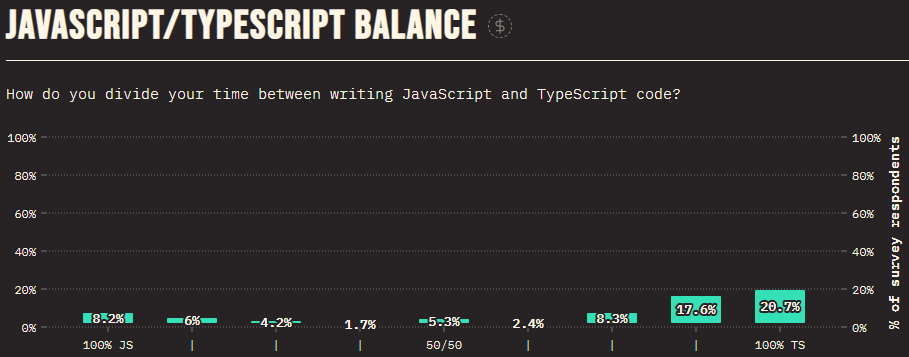 JAVASCRIPT/TYPESCRIPT BALANCE $
How do you divide your time between writing JavaScript and TypeScript code?
100% 100%
80% 80%
60% 60%
40% 40%
20% 20%
0% 0%
8.2% 6% 4.2% 1.7% 5.3% 2.4% 8.3% 17.6% 20.7%
100% JS | | | 50/50 | | | 100% TS
% of survey respondents